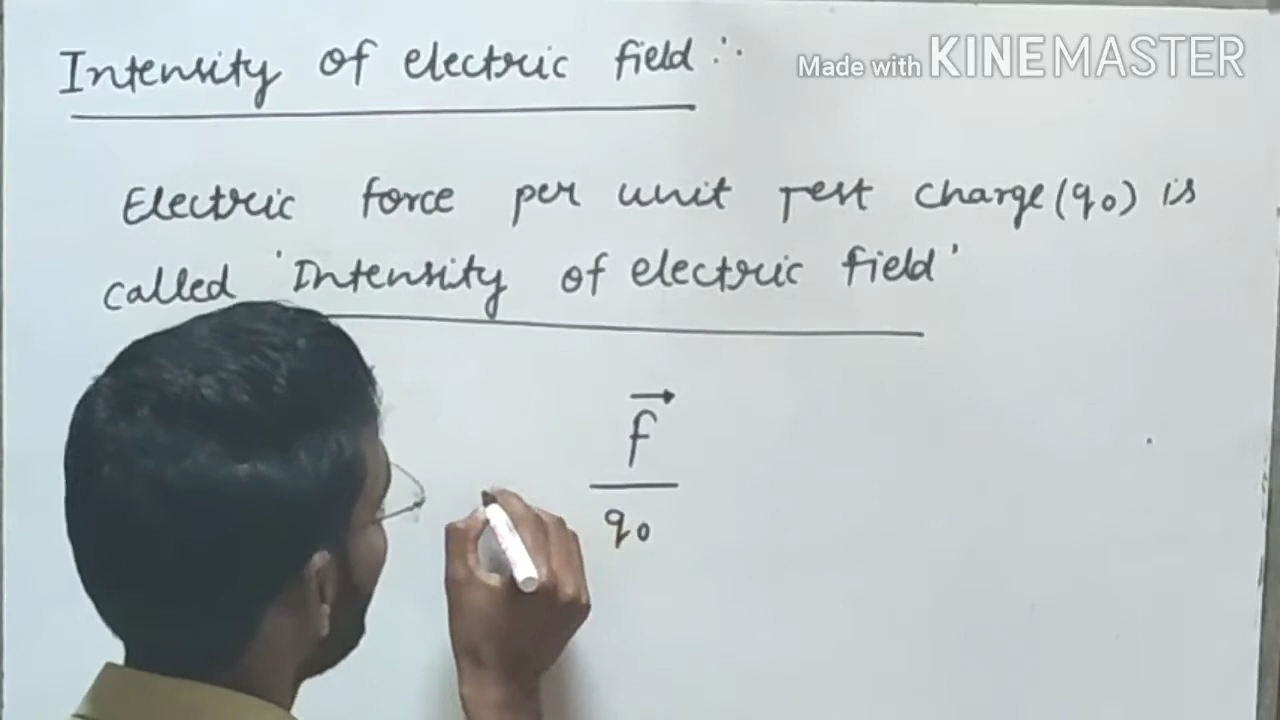 Intensity of electric field :·
Made with KINEMASTER
Electric force per unit Test charge (q0) is
called 'Intensity of electric field'
f
q0